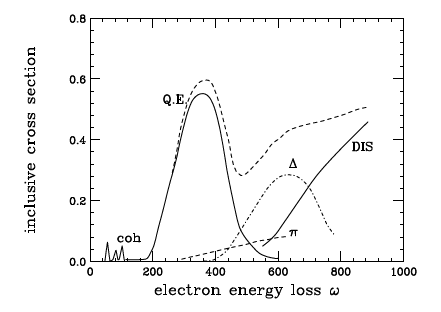 0.8
0.6
0.4
0.2
0.0
inclusive cross section
Q.E.
coh
Δ
π
DIS
0 200 400 600 800 1000
electron energy loss ω